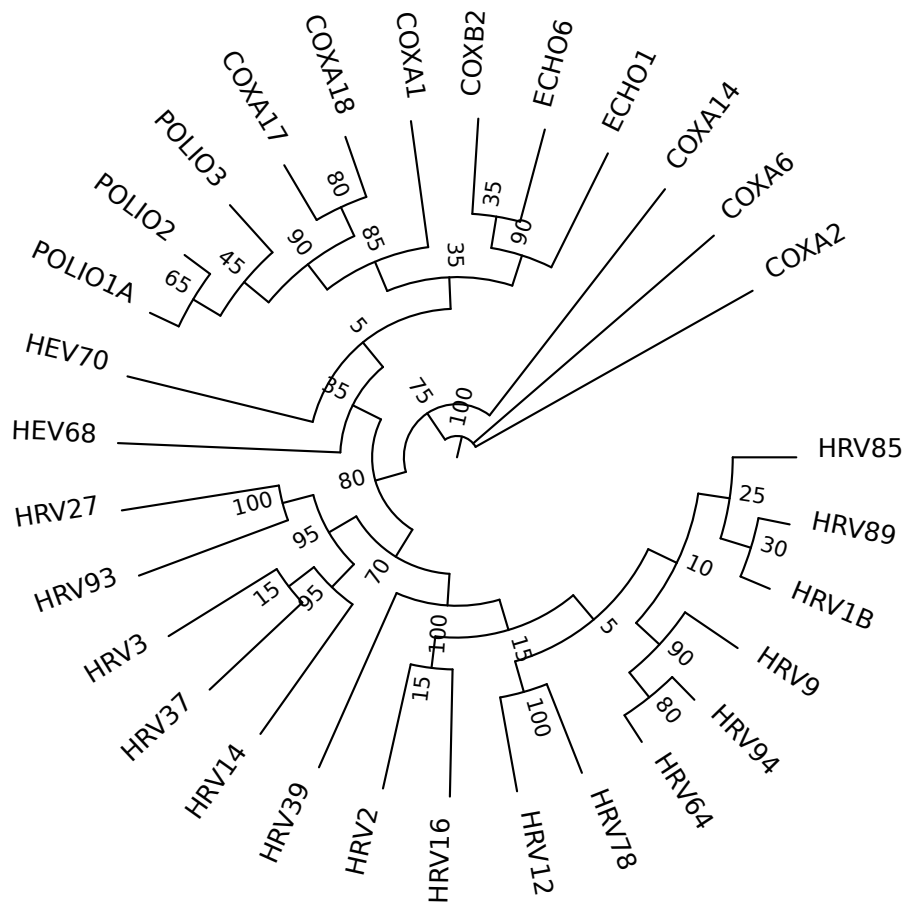 COXB2
ECHO6
COXA1
COXA18
ECHO1
COXA17
COXA14
POLIO3
COXA6
POLIO2
COXA2
POLIO1A
80
35
90
85
90
35
45
65
5
HEV70
35
75
100
HEV68
HRV85
80
25
HRV27
100
HRV89
95
30
10
70
HRV93
15
95
HRV1B
5
100
15
HRV3
90
HRV9
15
80
100
HRV37
HRV94
HRV14
HRV64
HRV39
HRV2
HRV16
HRV12
HRV78